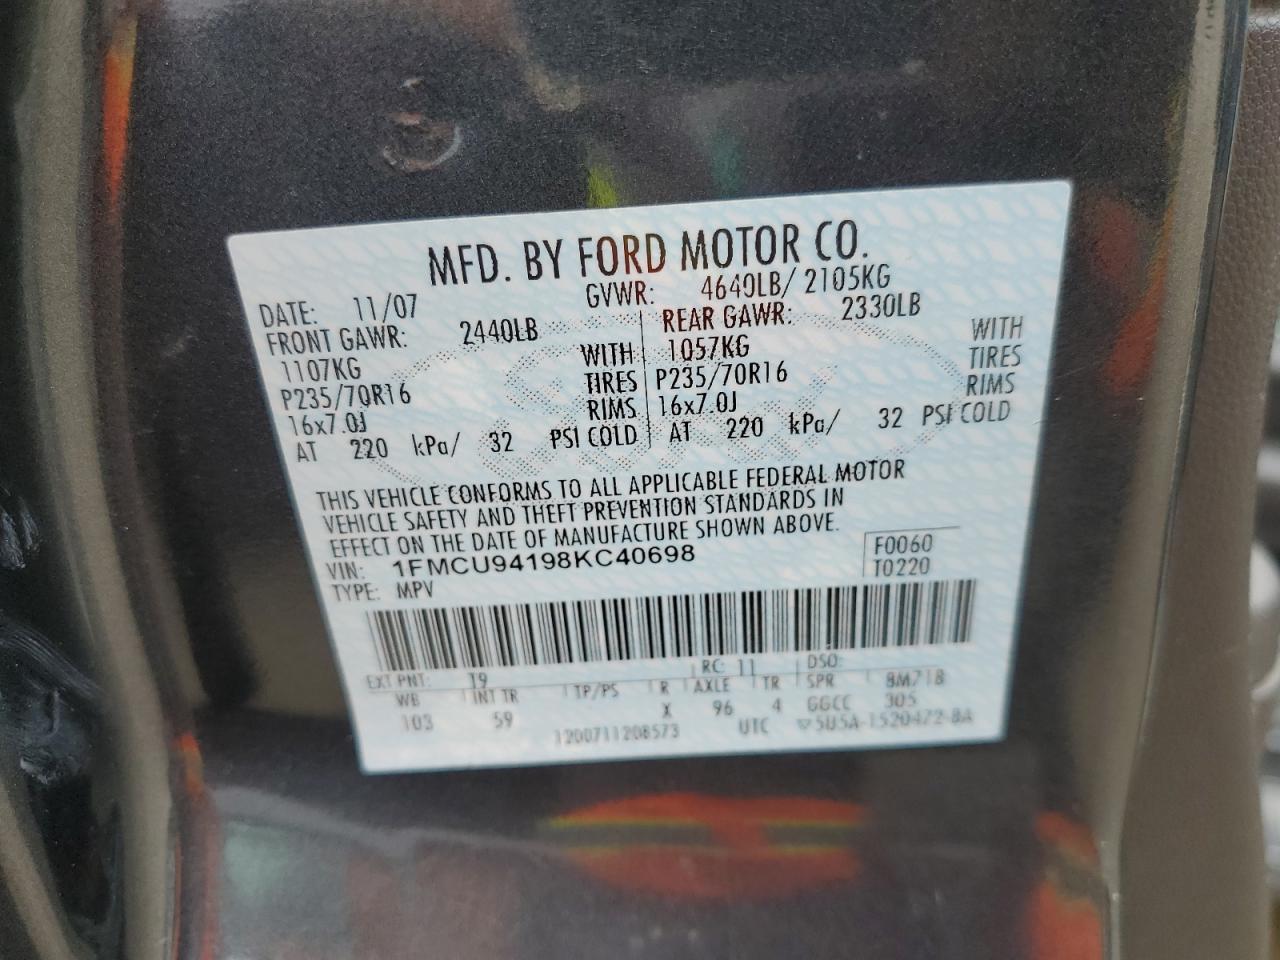 MFD. BY FORD MOTOR CO.
DATE: 11/07 GVWR: 4640LB/ 2105KG
FRONT GAWR: 2440LB REAR GAWR: 2330LB
1107KG WITH 1057KG WITH
P235/70R16 TIRES P235/70R16 TIRES
16x7.0J RIMS 16x7.0J RIMS
AT 220 kPa/ 32 PSI COLD AT 220 kPa/ 32 PSI COLD
THIS VEHICLE CONFORMS TO ALL APPLICABLE FEDERAL MOTOR
VEHICLE SAFETY AND THEFT PREVENTION STANDARDS IN
EFFECT ON THE DATE OF MANUFACTURE SHOWN ABOVE.
VIN: 1FMCU94198KC40698 F0060
TYPE: MPV T0220
EXT PNT: T9 RC: 11 DSO:
WB INT TR TP/PS R AXLE TR SPR 8M718
103 59 X 96 4 GGCC 305
1200711208573 UTC 5U5A-1520472-BA